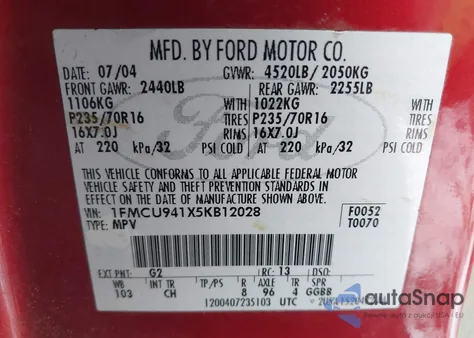 MFD. BY FORD MOTOR CO.
DATE: 07/04 GVWR: 4520LB/ 2050KG
FRONT GAWR: 2440LB REAR GAWR: 2255LB
1106KG WITH 1022KG WITH
P235/70R16 TIRES P235/70R16 TIRES
16X7.0J RIMS 16X7.0J RIMS
AT 220 kPa/32 PSI COLD AT 220 kPa/32 PSI COLD
THIS VEHICLE CONFORMS TO ALL APPLICABLE FEDERAL MOTOR
VEHICLE SAFETY AND THEFT PREVENTION STANDARDS IN
EFFECT ON THE DATE OF MANUFACTURE SHOWN ABOVE.
VIN: 1FMCU941X5KB12028 F0052
TYPE: MPV T0070
EXT PNT: G2 RC: 13 DSO:
WB INT TR TP/PS R AXLE TR SPR
103 CH 8 96 4 GGBB
1200407235103 UTC
Ford
autoSnap